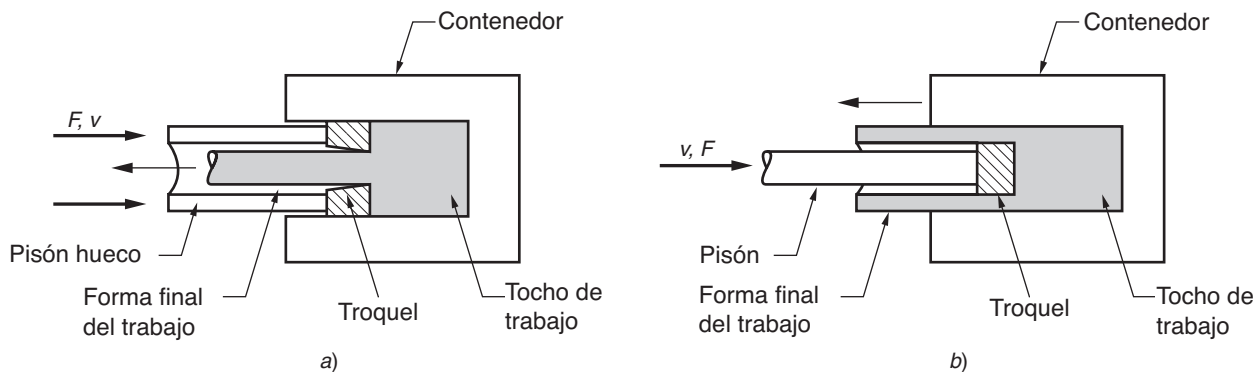 Contenedor
F, v
Pisón hueco
Forma final
del trabajo
Troquel
Tocho de
trabajo
a)
Contenedor
v, F
Pisón
Forma final
del trabajo
Troquel
Tocho de
trabajo
b)